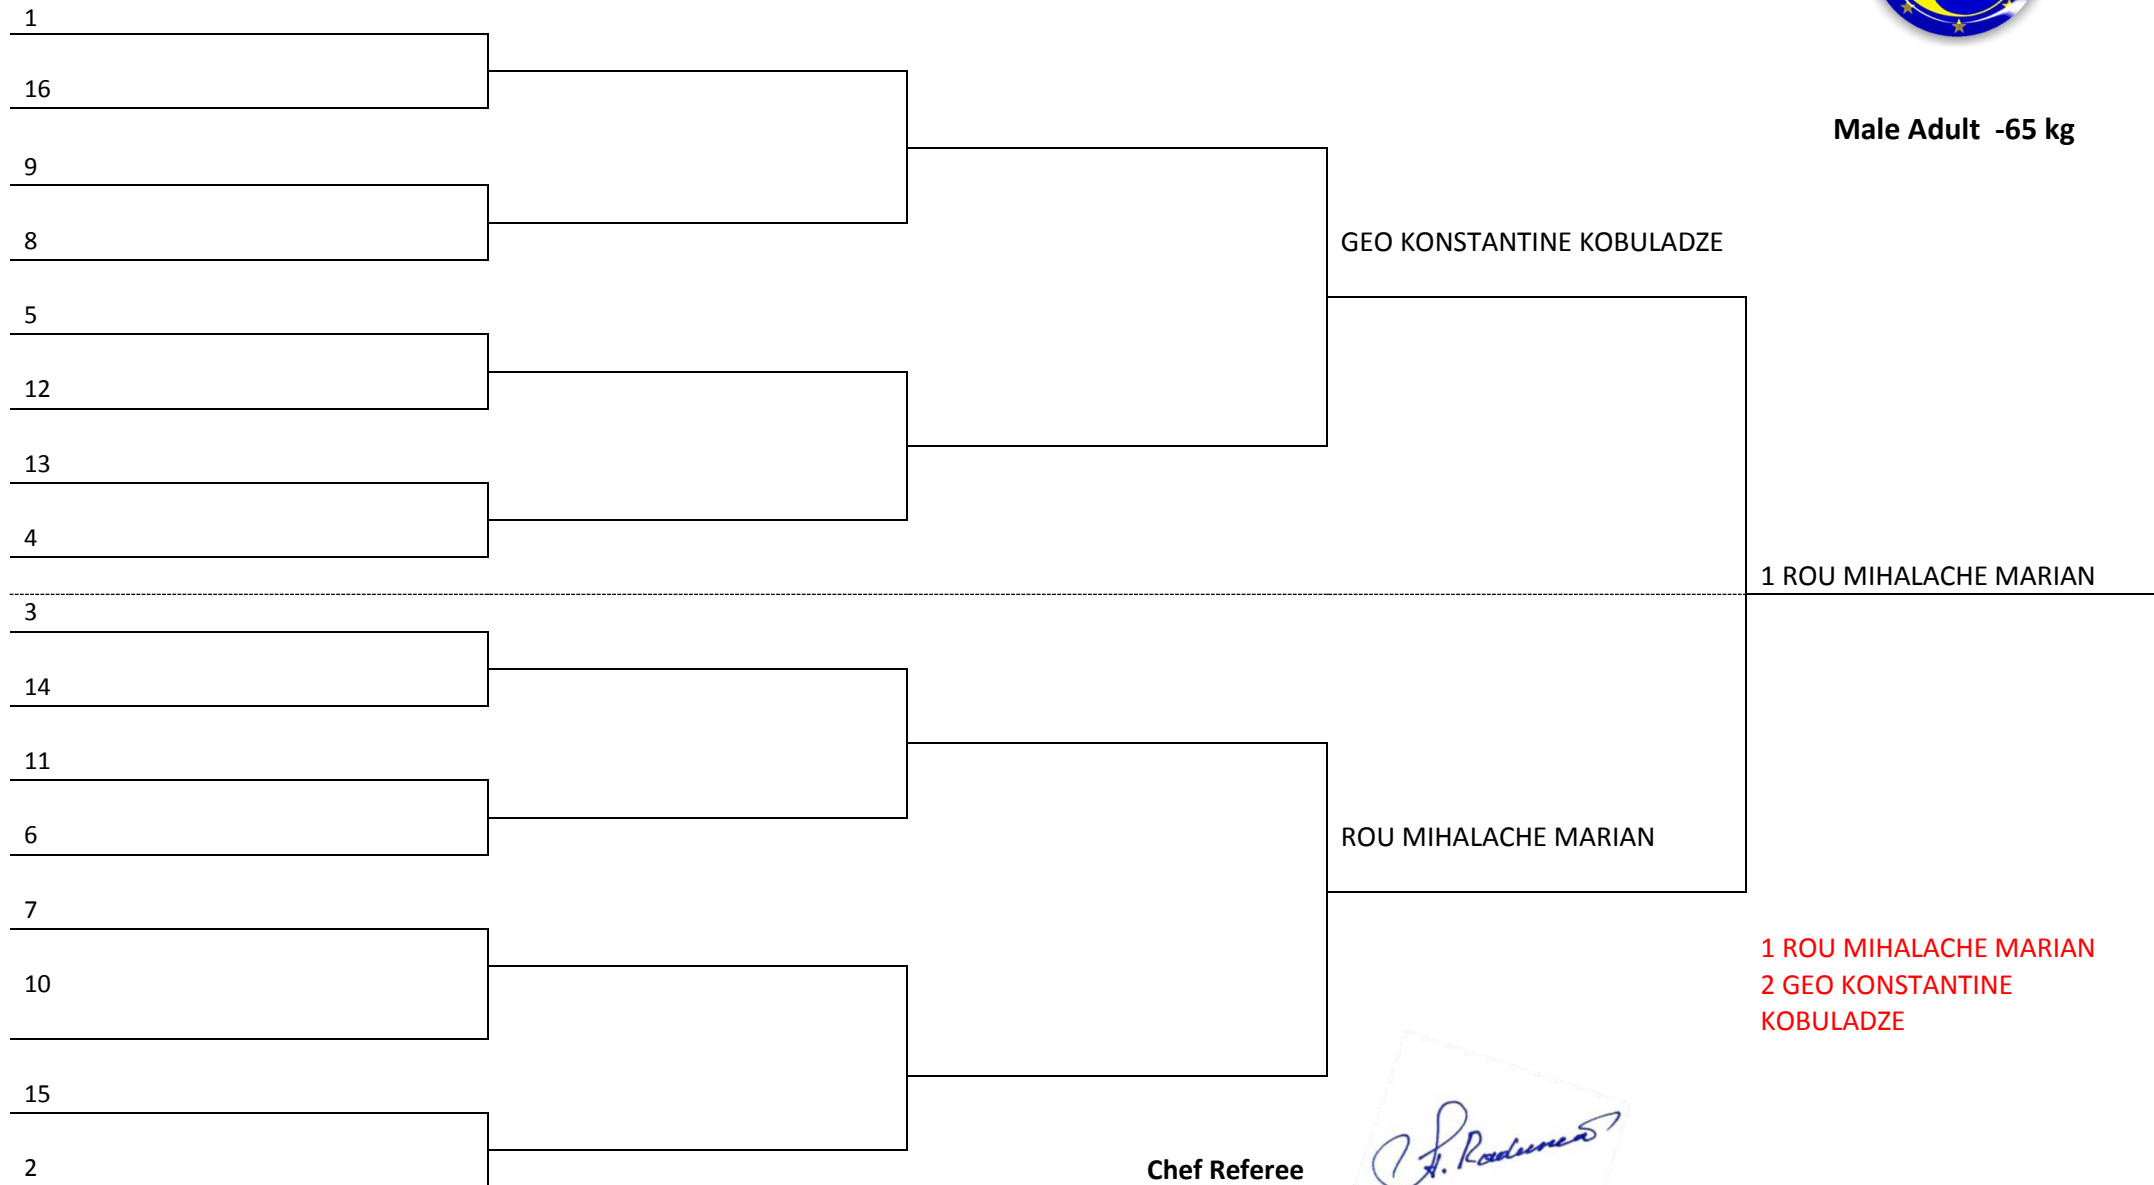 1
16
Male Adult -65 kg
9
8
GEO KONSTANTINE KOBULADZE
5
12
13
4
1 ROU MIHALACHE MARIAN
3
14
11
6
ROU MIHALACHE MARIAN
7
1 ROU MIHALACHE MARIAN
10
2 GEO KONSTANTINE
KOBULADZE
15
2
Chef Referee